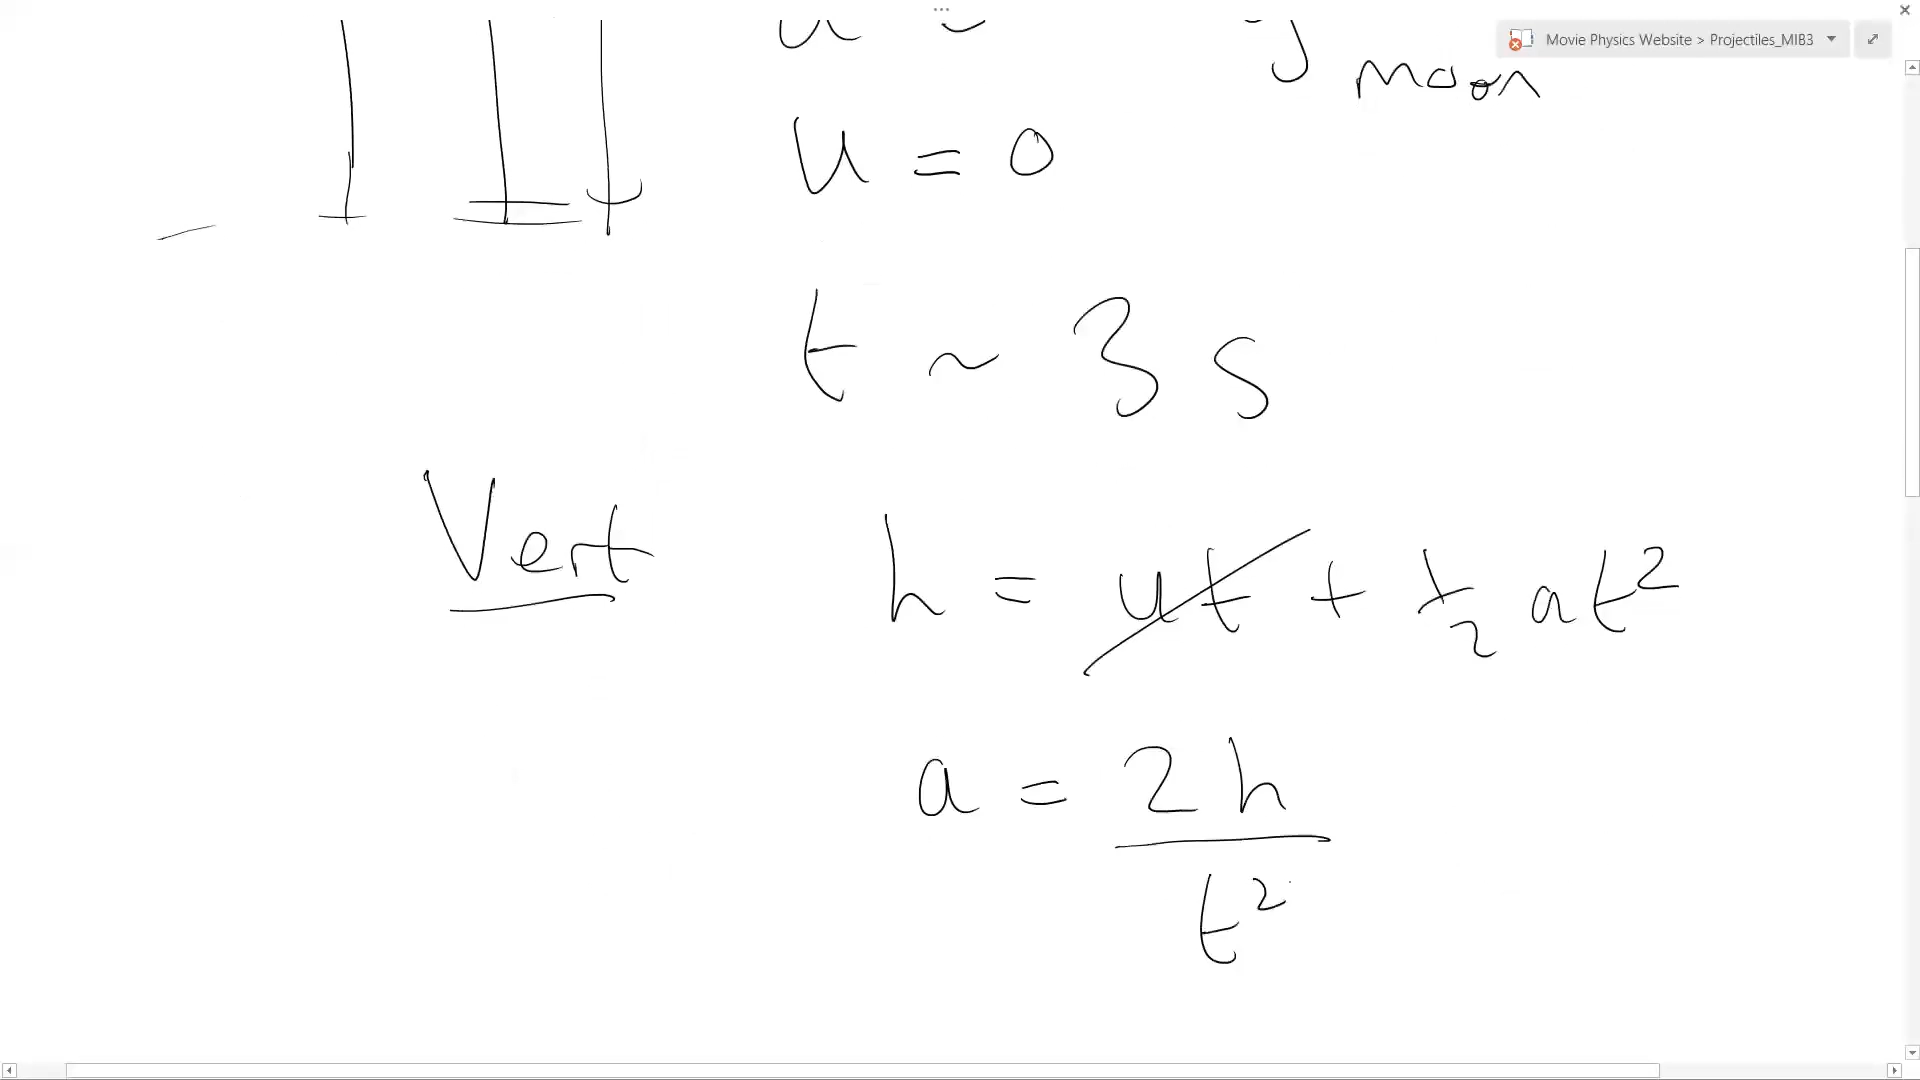 Movie Physics Website > Projectiles_MIB3
moon
u = 0
t ~ 3 s
Vert
h = ut + 1/2 at²
a = 2h / t²